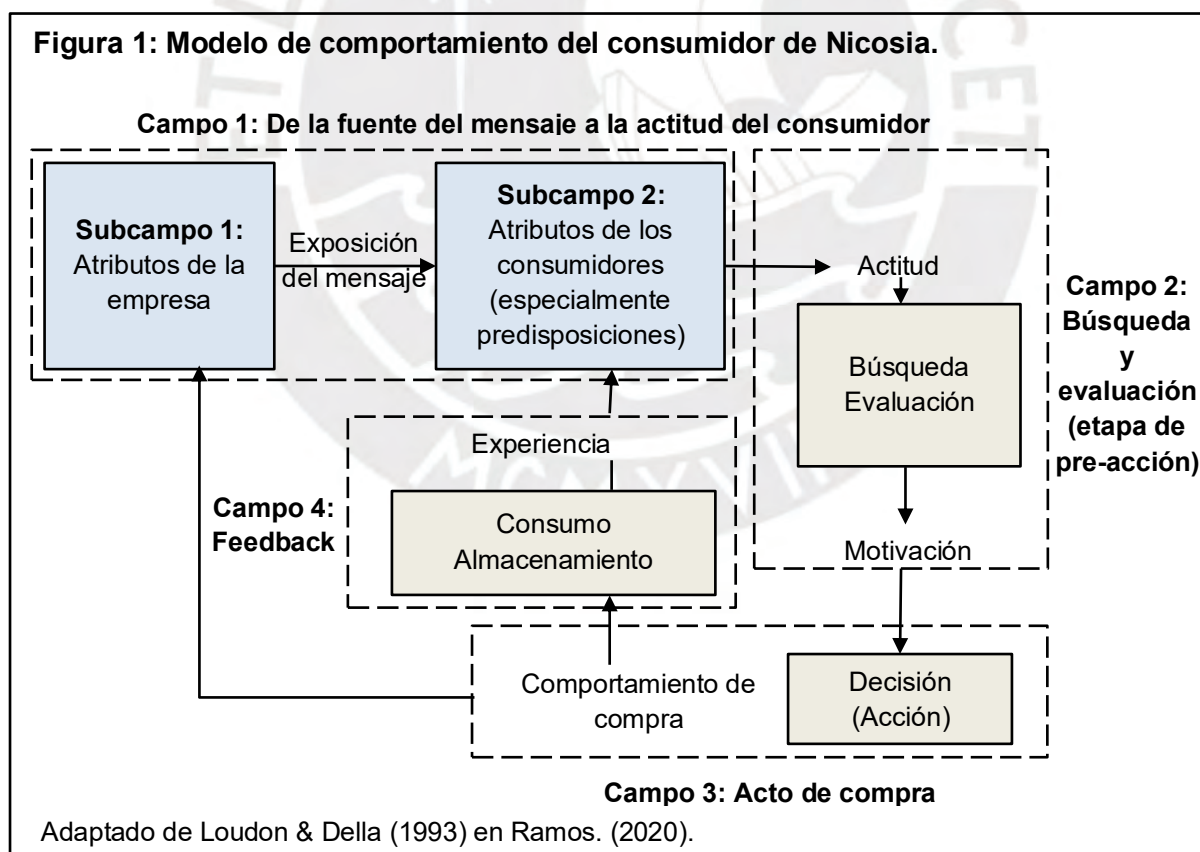 Figura 1: Modelo de comportamiento del consumidor de Nicosia.
Campo 1: De la fuente del mensaje a la actitud del consumidor
Subcampo 1:
Atributos de la
empresa
Exposición
del mensaje
Subcampo 2:
Atributos de los
consumidores
(especialmente
predisposiciones)
Actitud
Búsqueda
Evaluación
Motivación
Campo 2:
Búsqueda
y
evaluación
(etapa de
pre-acción)
Experiencia
Consumo
Almacenamiento
Campo 4:
Feedback
Comportamiento de
compra
Decisión
(Acción)
Campo 3: Acto de compra
Adaptado de Loudon & Della (1993) en Ramos. (2020).